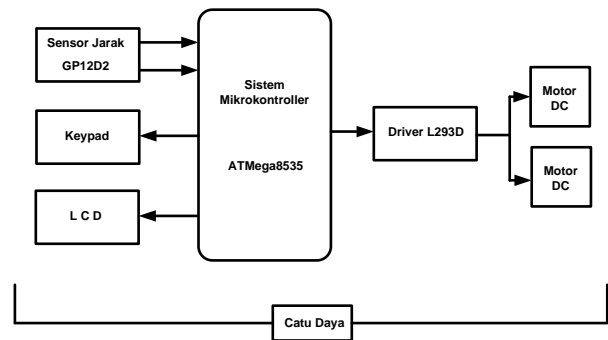 Sensor Jarak
GP12D2
Keypad
L C D
Sistem
Mikrokontroller
ATMega8535
Driver L293D
Motor
DC
Motor
DC
Catu Daya